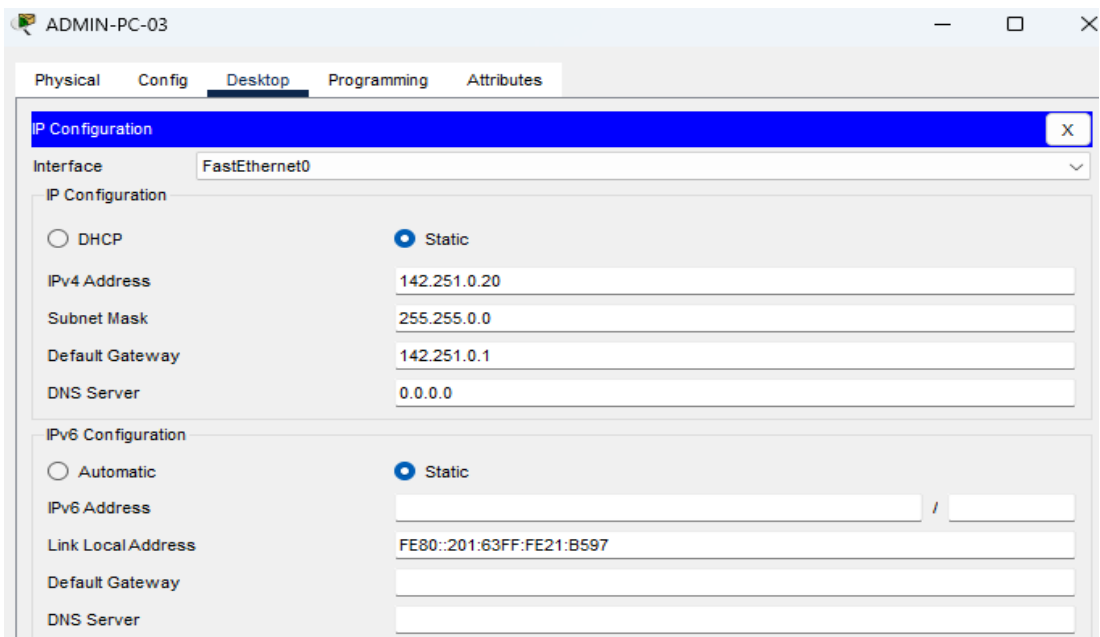 ADMIN-PC-03
Physical Config Desktop Programming Attributes
IP Configuration X
Interface FastEthernet0
IP Configuration
DHCP Static
IPv4 Address 142.251.0.20
Subnet Mask 255.255.0.0
Default Gateway 142.251.0.1
DNS Server 0.0.0.0
IPv6 Configuration
Automatic Static
IPv6 Address /
Link Local Address FE80::201:63FF:FE21:B597
Default Gateway
DNS Server